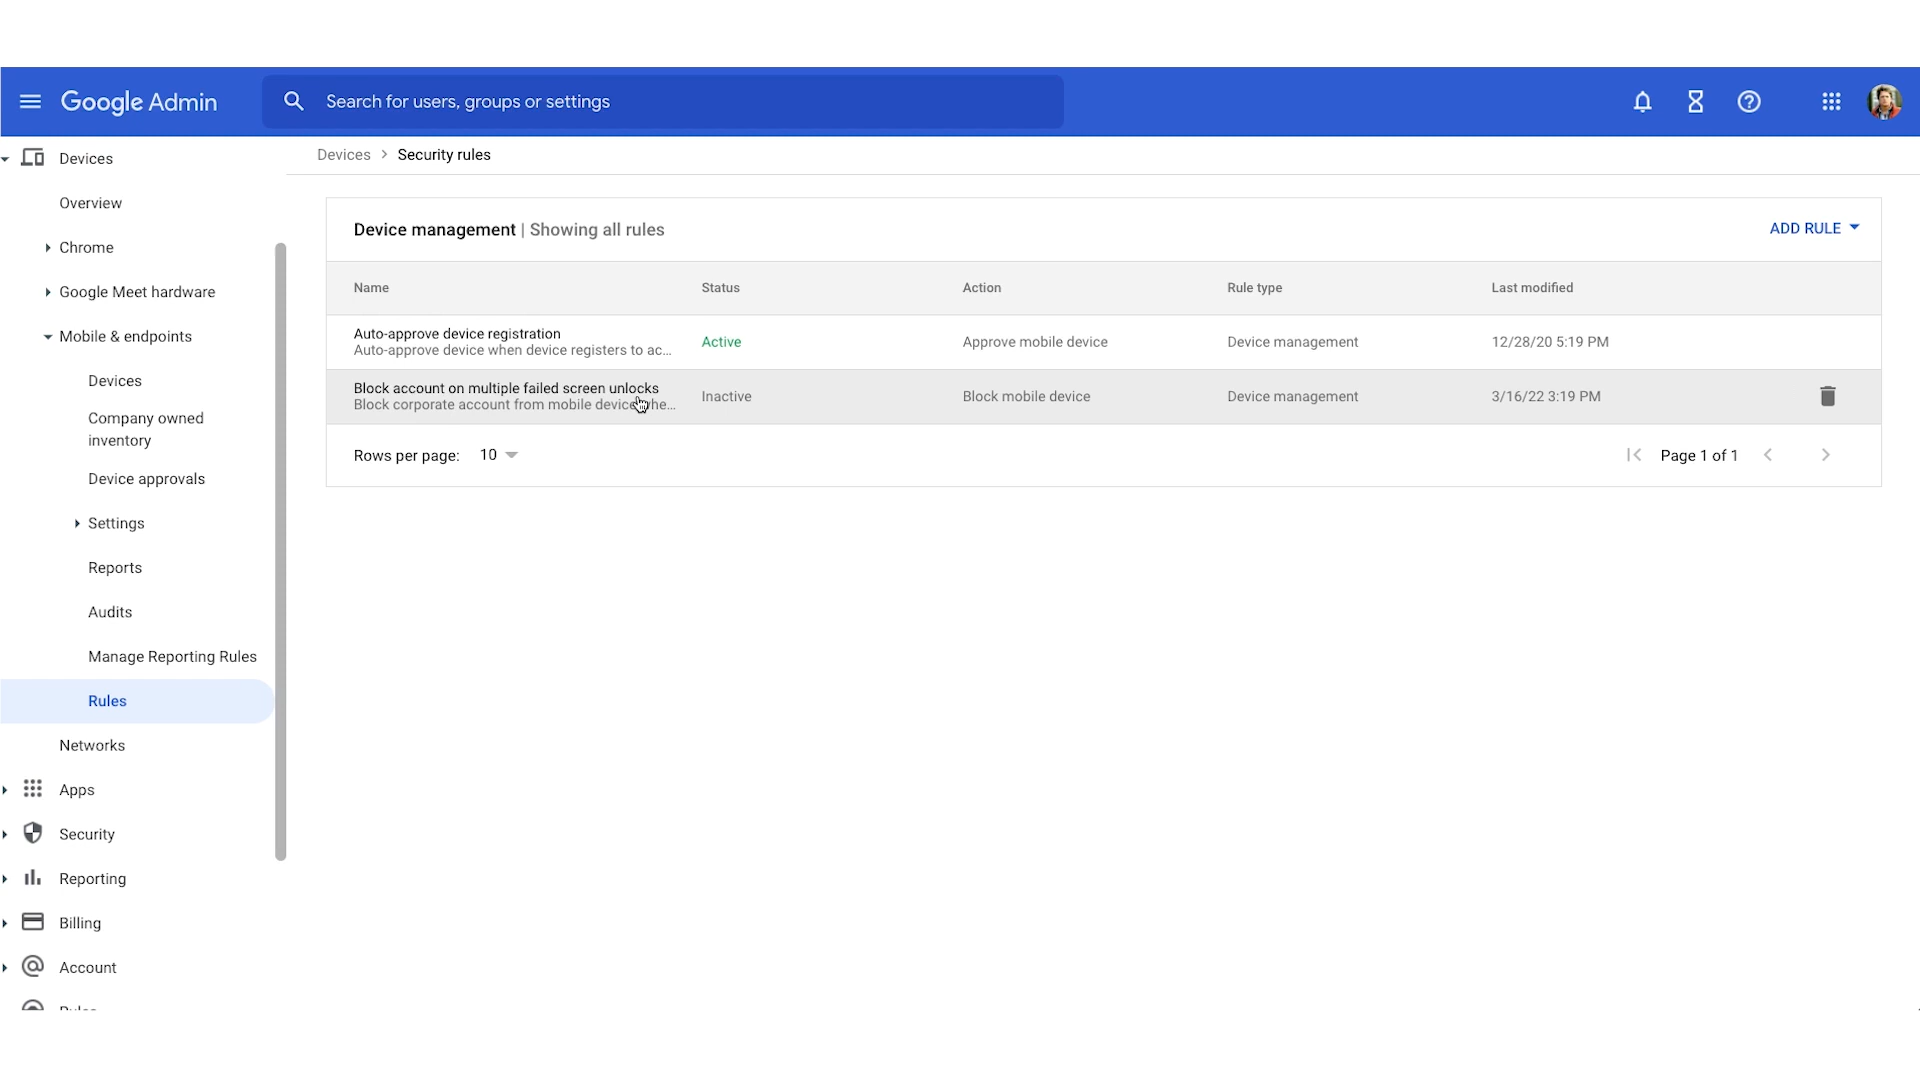 Google Admin
Search for users, groups or settings
Devices
Overview
Chrome
Google Meet hardware
Mobile & endpoints
Devices
Company owned
inventory
Device approvals
Settings
Reports
Audits
Manage Reporting Rules
Rules
Networks
Apps
Security
Reporting
Billing
Account
Devices > Security rules
Device management | Showing all rules
ADD RULE
Name Status Action Rule type Last modified
Auto-approve device registration
Auto-approve device when device registers to ac...
Active Approve mobile device Device management 12/28/20 5:19 PM
Block account on multiple failed screen unlocks
Block corporate account from mobile device
Inactive Block mobile device Device management 3/16/22 3:19 PM
Rows per page: 10
Page 1 of 1